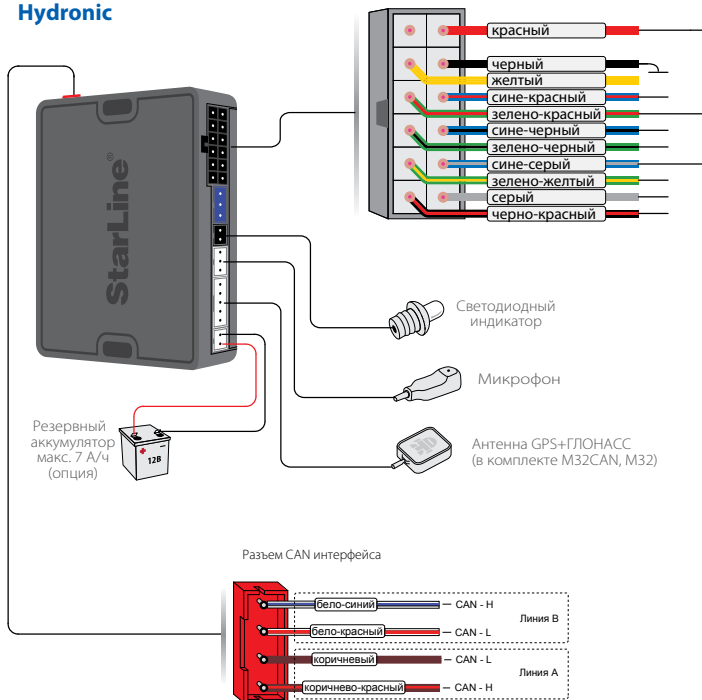 Hydronic
красный
черный
желтый
сине-красный
зелено-красный
сине-черный
зелено-черный
сине-серый
зелено-желтый
серый
черно-красный
StarLine®
Светодиодный
индикатор
Микрофон
Резервный
аккумулятор
макс. 7 А/ч
(опция)
12В
Антенна GPS+ГЛОНАСС
(в комплекте M32CAN, M32)
Разъем CAN интерфейса
бело-синий
CAN - H
Линия B
бело-красный
CAN - L
коричневый
CAN - L
Линия A
коричнево-красный
CAN - H